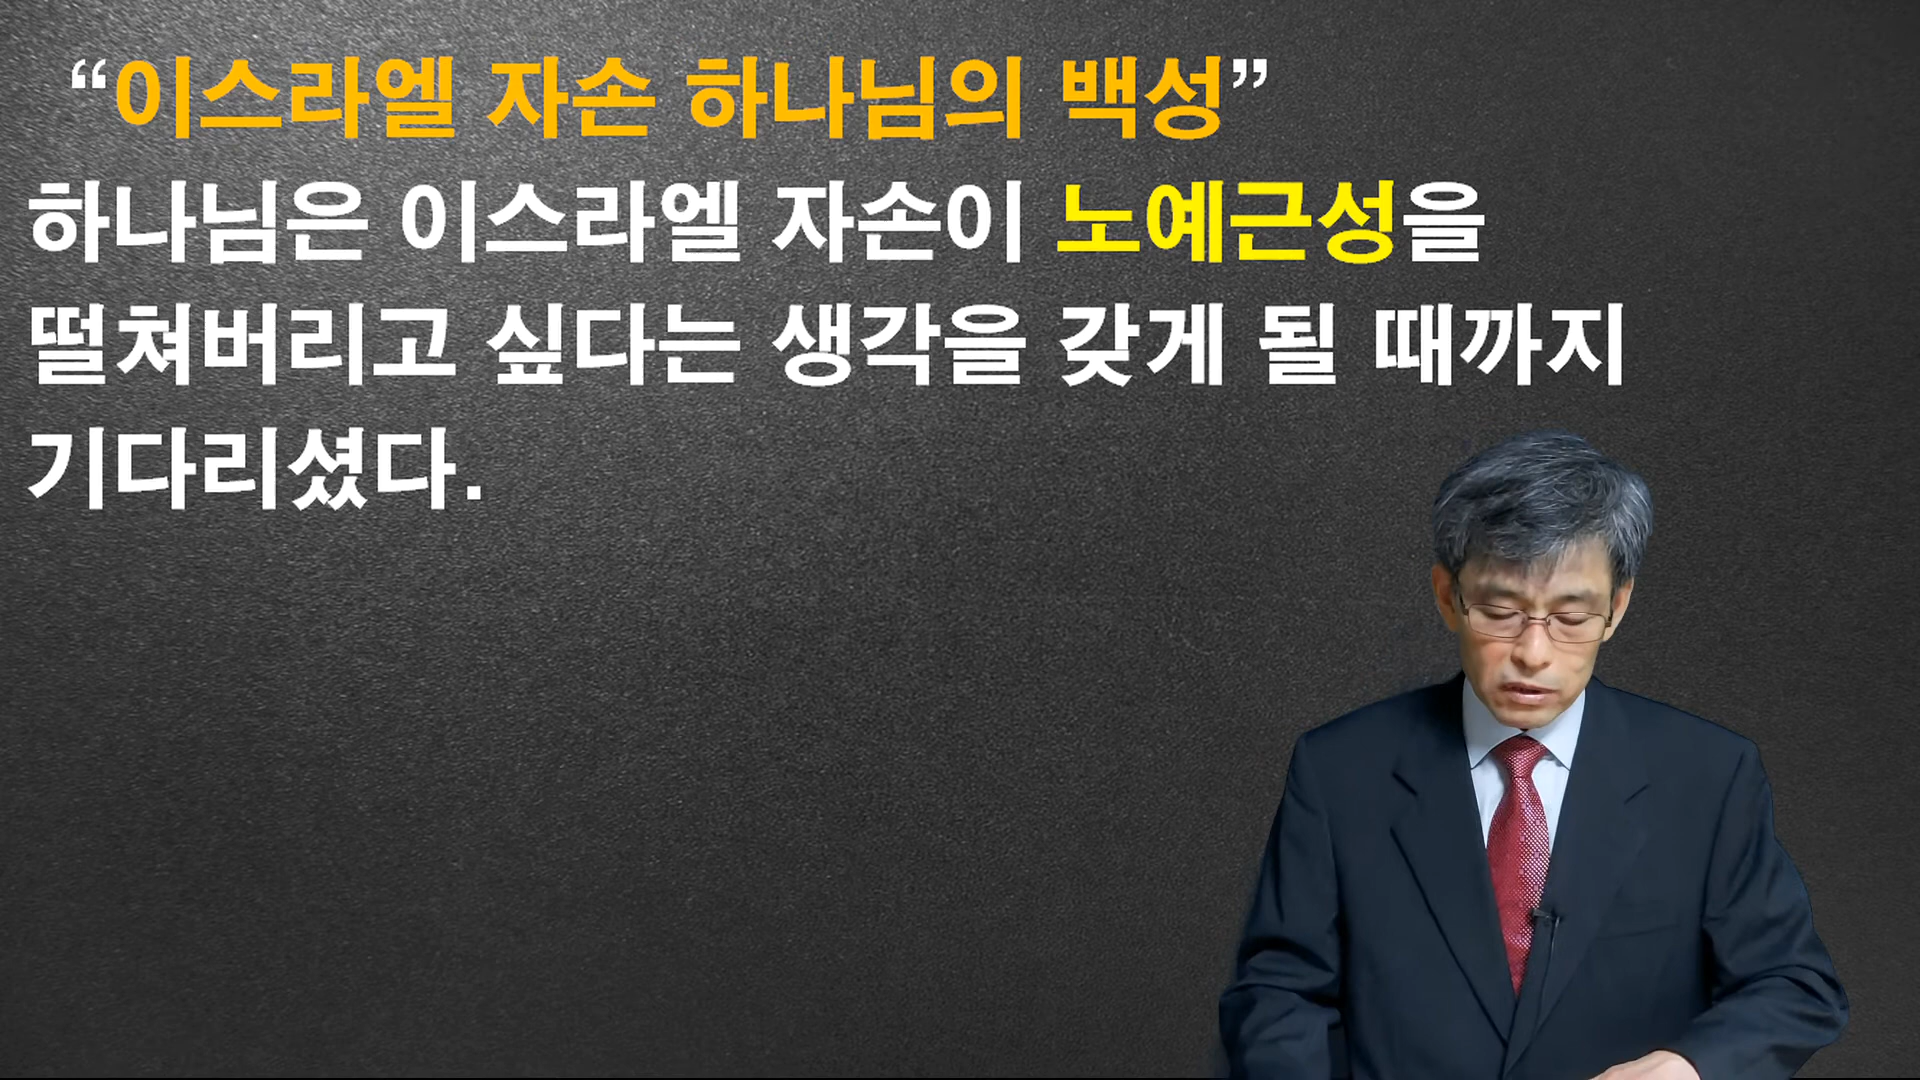 “이스라엘 자손 하나님의 백성”
하나님은 이스라엘 자손이 노예근성을
떨쳐버리고 싶다는 생각을 갖게 될 때까지
기다리셨다.